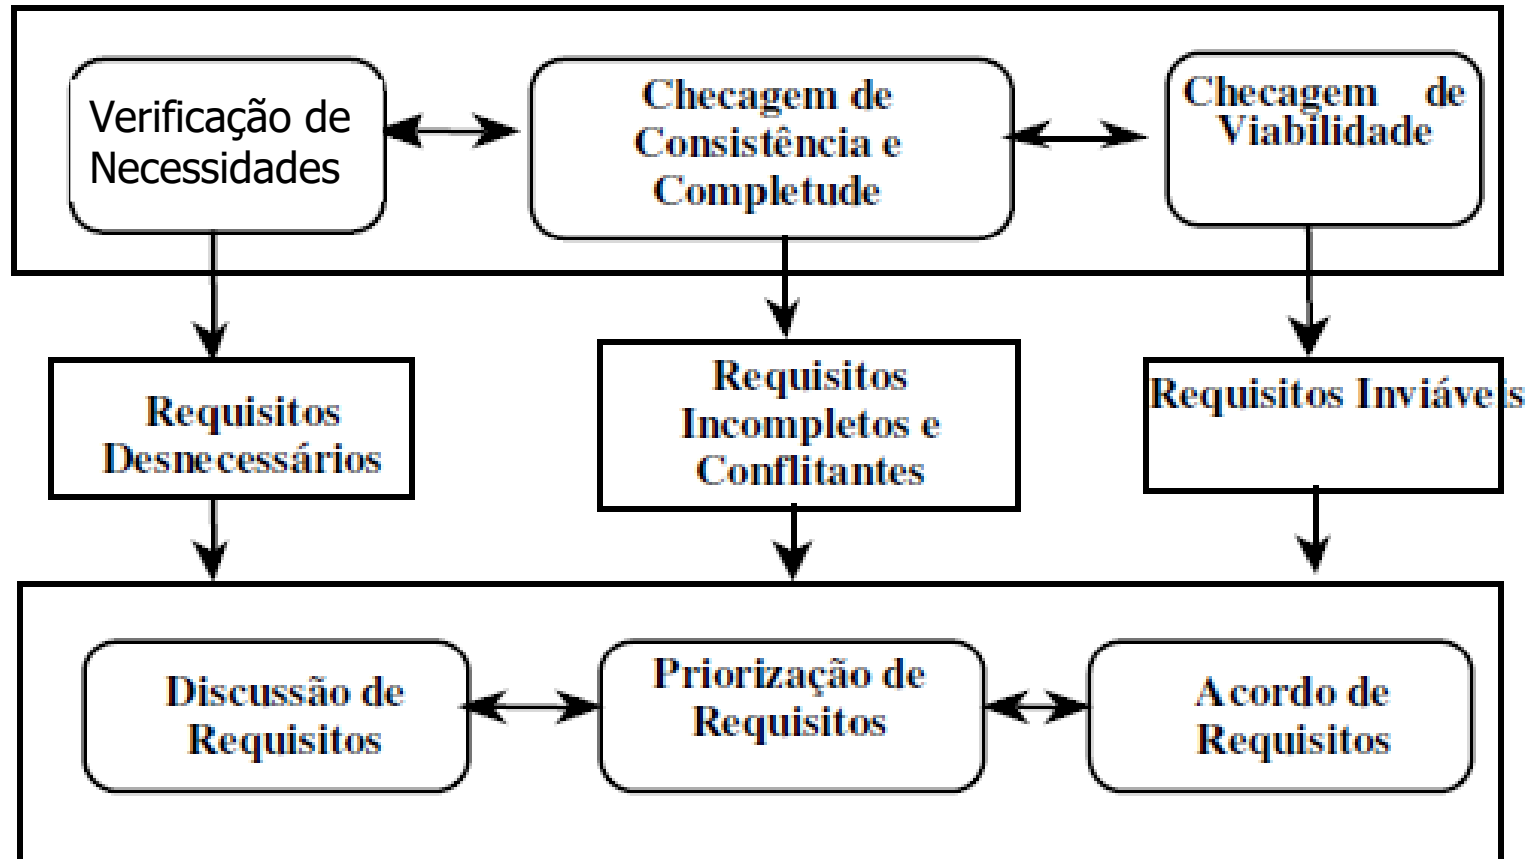 Verificação de
Necessidades
Checagem de
Consistência e
Completude
Checagem de
Viabilidade
Requisitos
Desnecessários
Requisitos
Incompletos e
Conflitantes
Requisitos Inviáveis
Discussão de
Requisitos
Priorização de
Requisitos
Acordo de
Requisitos